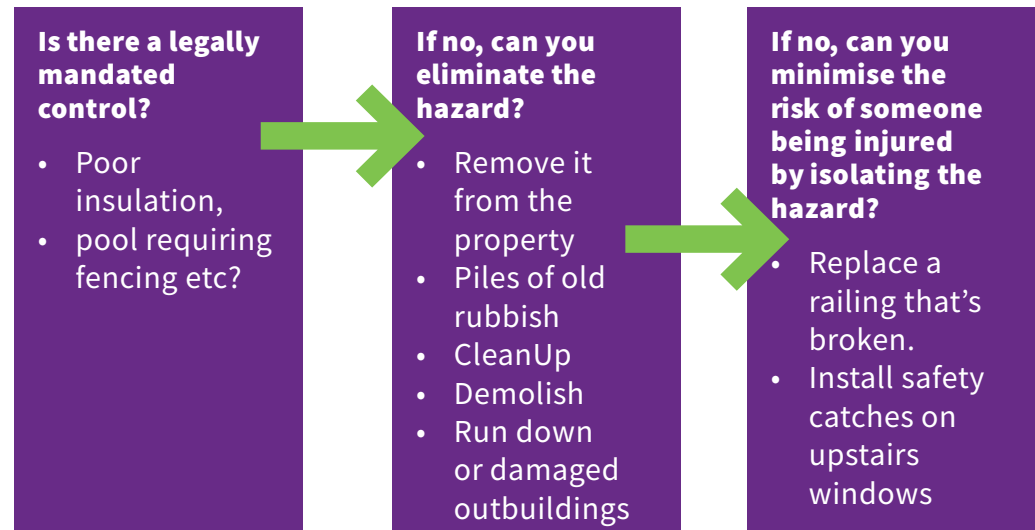 Is there a legally
mandated
control?
• Poor
insulation,
• pool requiring
fencing etc?
If no, can you
eliminate the
hazard?
• Remove it
from the
property
• Piles of old
rubbish
• CleanUp
• Demolish
• Run down
or damaged
outbuildings
If no, can you
minimise the
risk of someone
being injured
by isolating the
hazard?
• Replace a
railing that’s
broken.
• Install safety
catches on
upstairs
windows